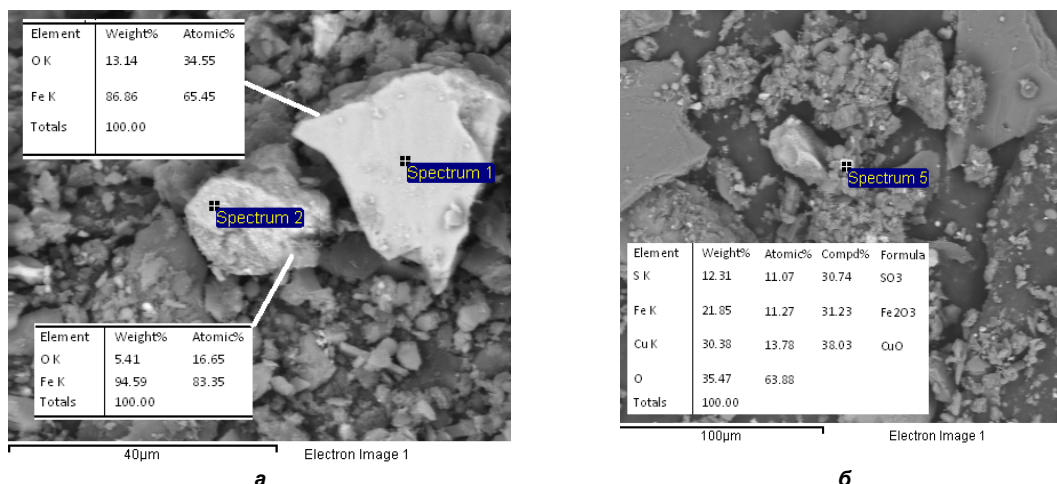 Element Weight% Atomic%
O K 13.14 34.55
Fe K 86.86 65.45
Totals 100.00
Spectrum 1
Spectrum 2
Element Weight% Atomic%
O K 5.41 16.65
Fe K 94.59 83.35
Totals 100.00
40µm Electron Image 1
а
Spectrum 5
Element Weight% Atomic% Compd% Formula
S K 12.31 11.07 30.74 SO3
Fe K 21.85 11.27 31.23 Fe2O3
Cu K 30.38 13.78 38.03 CuO
O 35.47 63.88
Totals 100.00
100µm Electron Image 1
б